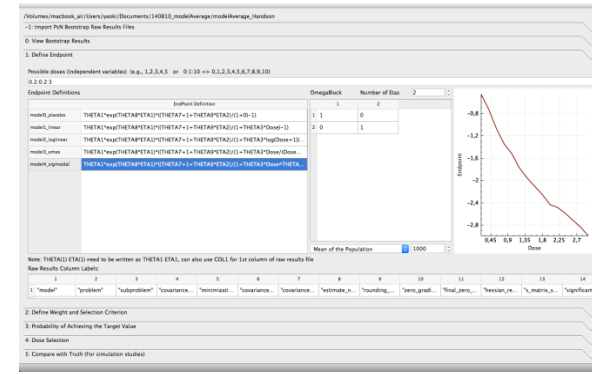 /Volumes/macbook_air/Users/yaoki/Documents/140810_modelAverage/modelAverage_Handson
-1: Import PsN Bootstrap Raw Results Files
0: View Bootstrap Results
1: Define Endpoint
Possible doses (independent variables) (e.g., 1,2,3,4,5 or 0:1:10 => 0,1,2,3,4,5,6,7,8,9,10)
0.2:0.2:3
Endpoint Definitions
OmegaBlock
Number of Etas
2
Endpoint Definition
1
2
model0_placebo THETA1*exp(THETA8*ETA1)*((THETA7+1+THETA9*ETA2)/(1+0)-1)
model1_linear THETA1*exp(THETA8*ETA1)*((THETA7+1+THETA9*ETA2)/(1+THETA3*Dose)-1)
model2_loglinear THETA1*exp(THETA8*ETA1)*((THETA7+1+THETA9*ETA2)/(1+THETA3*log(Dose+1))...
model3_emax THETA1*exp(THETA8*ETA1)*((THETA7+1+THETA9*ETA2)/(1+THETA3*Dose/(Dose...
model4_sigmoidal THETA1*exp(THETA8*ETA1)*((THETA7+1+THETA9*ETA2)/(1+THETA3*Dose^THETA...
1 1 0
2 0 1
Mean of the Population
1000
Endpoint
-0,8
-1,2
-1,6
-2
-2,4
-2,8
0,45 0,9 1,35 1,8 2,25 2,7
Dose
Note: THETA(1) ETA(1) need to be written as THETA1 ETA1, can also use COL1 for 1st column of raw results file
Raw Results Column Labels:
1 2 3 4 5 6 7 8 9 10 11 12 13 14
1 "model" "problem" "subproblem" "covariance... "minimizati... "covariance... "covariance... "estimate_n... "rounding_... "zero_gradi... "final_zero_... "hessian_re... "s_matrix_s... "significant
2: Define Weight and Selection Criterion
3: Probability of Achieving the Target Value
4: Dose Selection
5: Compare with Truth (For simulation studies)